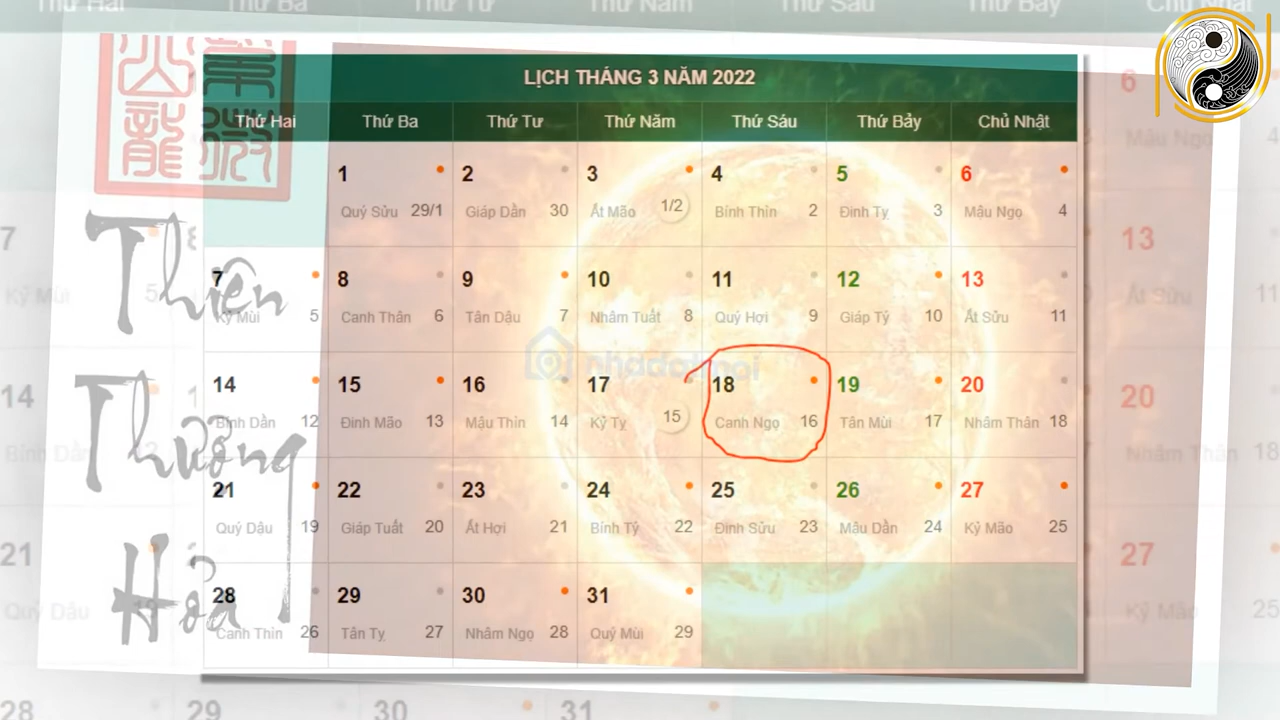 LỊCH THÁNG 3 NĂM 2022
Thứ Hai Thứ Ba Thứ Tư Thứ Năm Thứ Sáu Thứ Bảy Chủ Nhật
1 2 3 4 5 6
Quý Sửu 29/1 Giáp Dần 30 Ất Mão 1/2 Bính Thìn 2 Đinh Tỵ 3 Mậu Ngọ 4
7 8 9 10 11 12 13
Kỷ Mùi 5 Canh Thân 6 Tân Dậu 7 Nhâm Tuất 8 Quý Hợi 9 Giáp Tý 10 Ất Sửu 11
14 15 16 17 18 19 20
Bính Dần 12 Đinh Mão 13 Mậu Thìn 14 Kỷ Tỵ 15 Canh Ngọ 16 Tân Mùi 17 Nhâm Thân 18
21 22 23 24 25 26 27
Quý Dậu 19 Giáp Tuất 20 Ất Hợi 21 Bính Tý 22 Đinh Sửu 23 Mậu Dần 24 Kỷ Mão 25
28 29 30 31
Canh Thìn 26 Tân Tỵ 27 Nhâm Ngọ 28 Quý Mùi 29
Thiên
Thượng
Hỏa